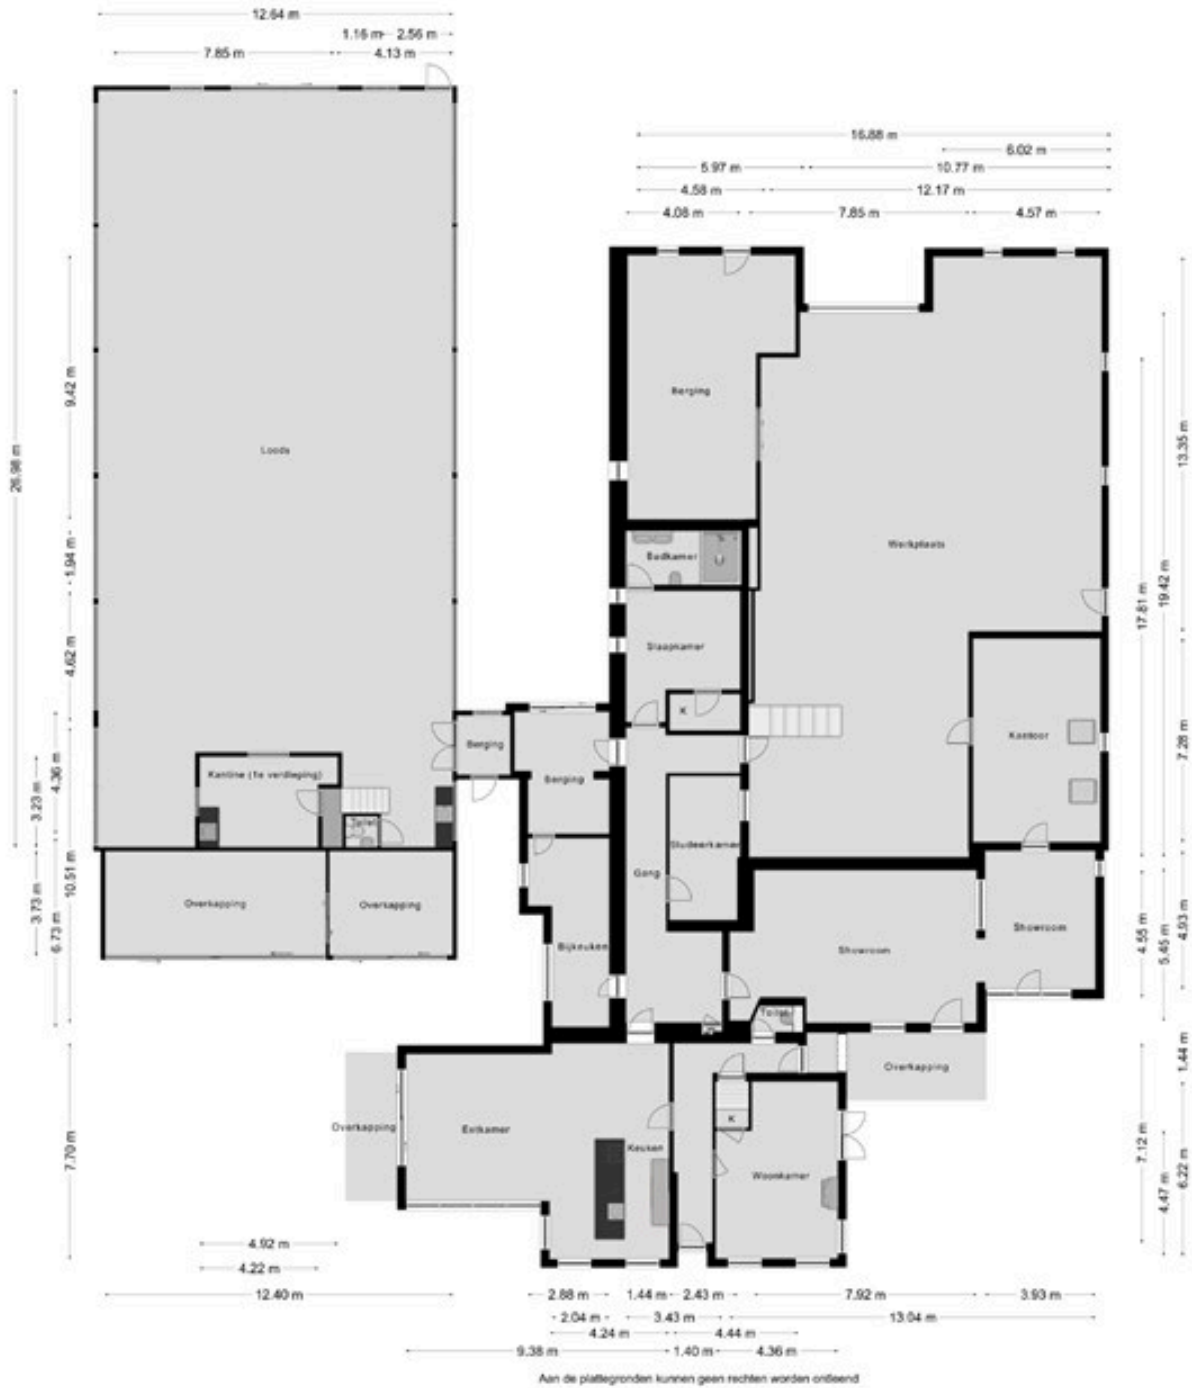 12.64 m
1.16 m 2.56 m
7.85 m 4.13 m
16.88 m
6.02 m
5.97 m 10.77 m
4.58 m 12.17 m
4.08 m 7.85 m 4.57 m
26.98 m
9.42 m
1.94 m
4.62 m
4.36 m
3.23 m
10.51 m
3.73 m
6.73 m
7.70 m
Loods
Berging
Werkplaats
Badkamer
Slaapkamer
K
Kantoor
Berging
Berging
Kantine (1e verdieping)
Toilet
Studeerkamer
Gang
Overkapping
Overkapping
Bijkeuken
Showroom
Showroom
Toilet
Overkapping
Overkapping
Eetkamer
Keuken
K
Woonkamer
13.35 m
19.42 m
17.81 m
7.28 m
4.93 m
5.45 m
4.55 m
1.44 m
7.12 m
6.22 m
4.47 m
4.92 m
4.22 m
12.40 m
2.88 m 1.44 m 2.43 m 7.92 m 3.93 m
2.04 m 3.43 m 13.04 m
4.24 m 4.44 m
9.38 m 1.40 m 4.36 m
Aan de plattegronden kunnen geen rechten worden ontleend